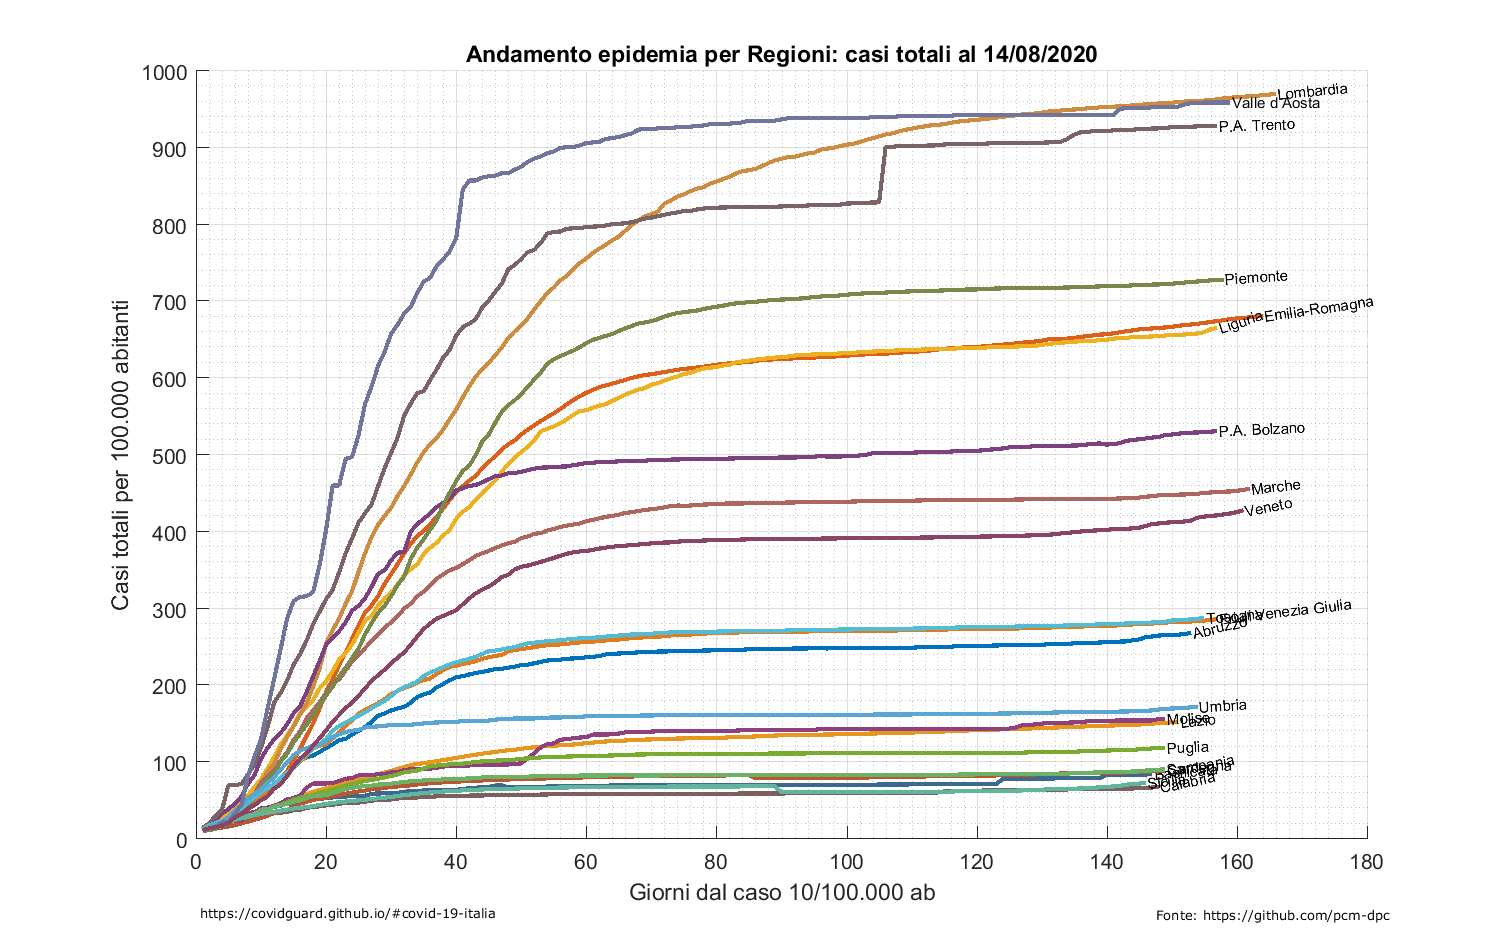 Andamento epidemia per Regioni: casi totali al 14/08/2020
Casi totali per 100.000 abitanti
1000
900
800
700
600
500
400
300
200
100
0
Lombardia
Valle d'Aosta
P.A. Trento
Piemonte
Emilia-Romagna
Liguria
P.A. Bolzano
Marche
Veneto
Toscana
Friuli Venezia Giulia
Abruzzo
Umbria
Molise
Lazio
Puglia
Campania
Sardegna
Basilicata
Sicilia
Calabria
0 20 40 60 80 100 120 140 160 180
Giorni dal caso 10/100.000 ab
https://covidguard.github.io/#covid-19-italia
Fonte: https://github.com/pcm-dpc